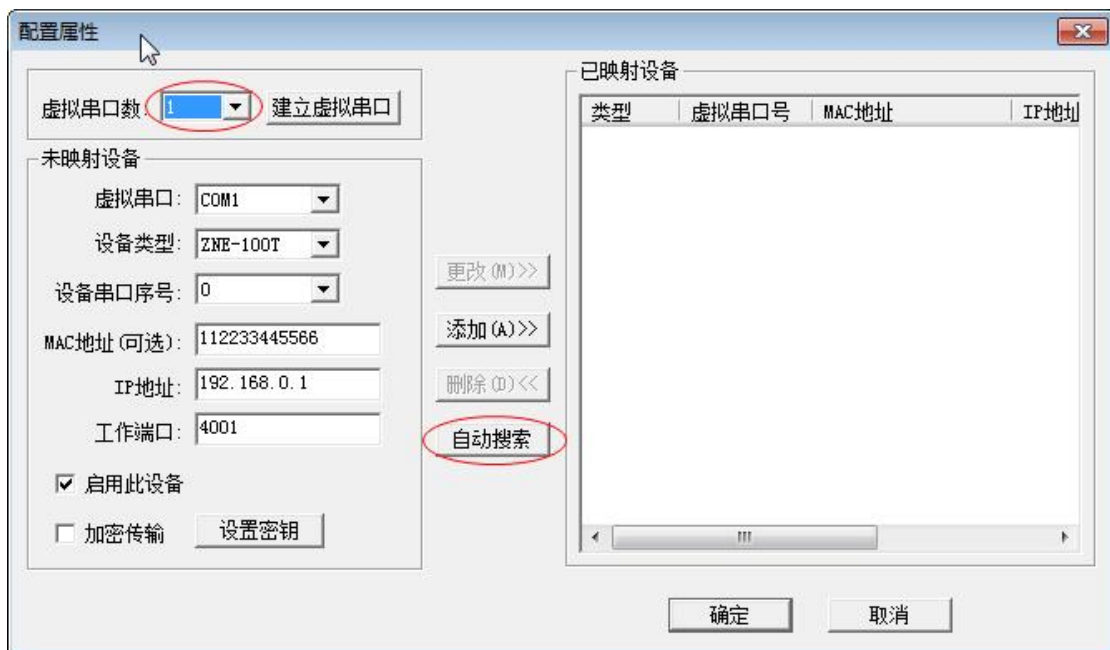 配置属性
虚拟串口数: 1 建立虚拟串口
未映射设备
虚拟串口: COM1
设备类型: ZNE-100T
设备串口序号: 0
MAC地址(可选): 112233445566
IP地址: 192.168.0.1
工作端口: 4001
启用此设备
加密传输 设置密钥
更改(M)>>
添加(A)>>
删除(D)<<
自动搜索
已映射设备
类型 虚拟串口号 MAC地址 IP地址
确定 取消